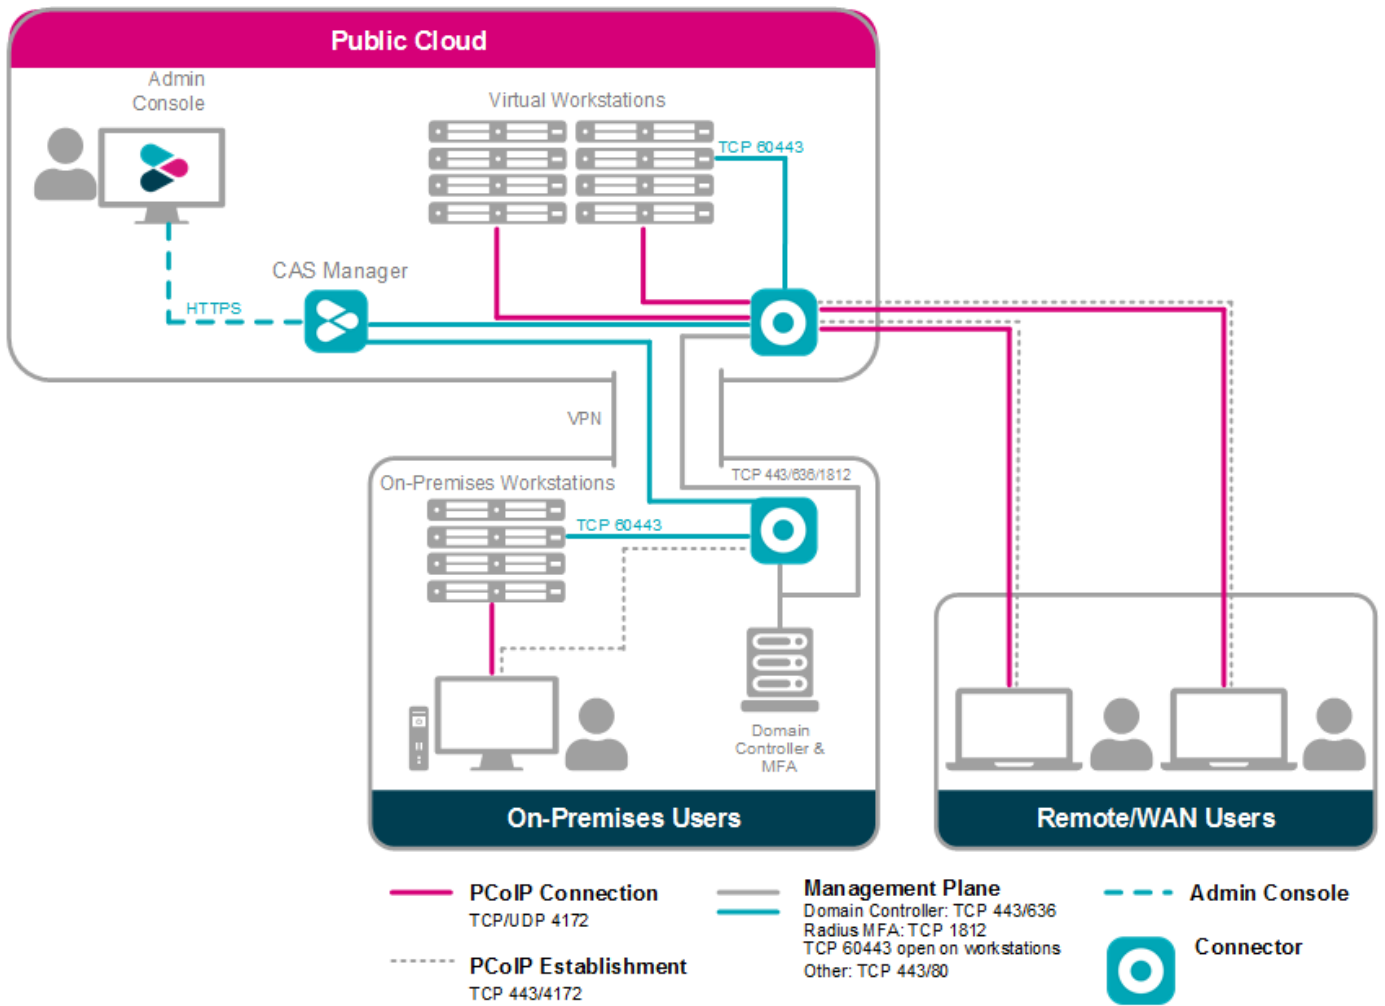 Public Cloud
Admin
Console
Virtual Workstations
TCP 60443
CAS Manager
HTTPS
VPN
TCP 443/636/1812
On-Premises Workstations
TCP 60443
Domain
Controller &
MFA
On-Premises Users
Remote/WAN Users
PCoIP Connection
TCP/UDP 4172
PCoIP Establishment
TCP 443/4172
Management Plane
Domain Controller: TCP 443/636
Radius MFA: TCP 1812
TCP 60443 open on workstations
Other: TCP 443/80
Admin Console
Connector